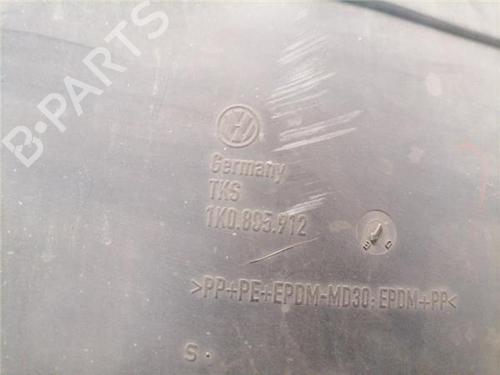 B-PARTS
Germany
TKS
1K0.805.912
>PP+PE+EPDM-MD30; EPDM+PP<
S.